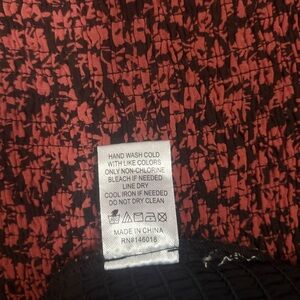 HAND WASH COLD
WITH LIKE COLORS
ONLY NON-CHLORINE
BLEACH IF NEEDED
LINE DRY
COOL IRON IF NEEDED
DO NOT DRY CLEAN
MADE IN CHINA
RN#146018